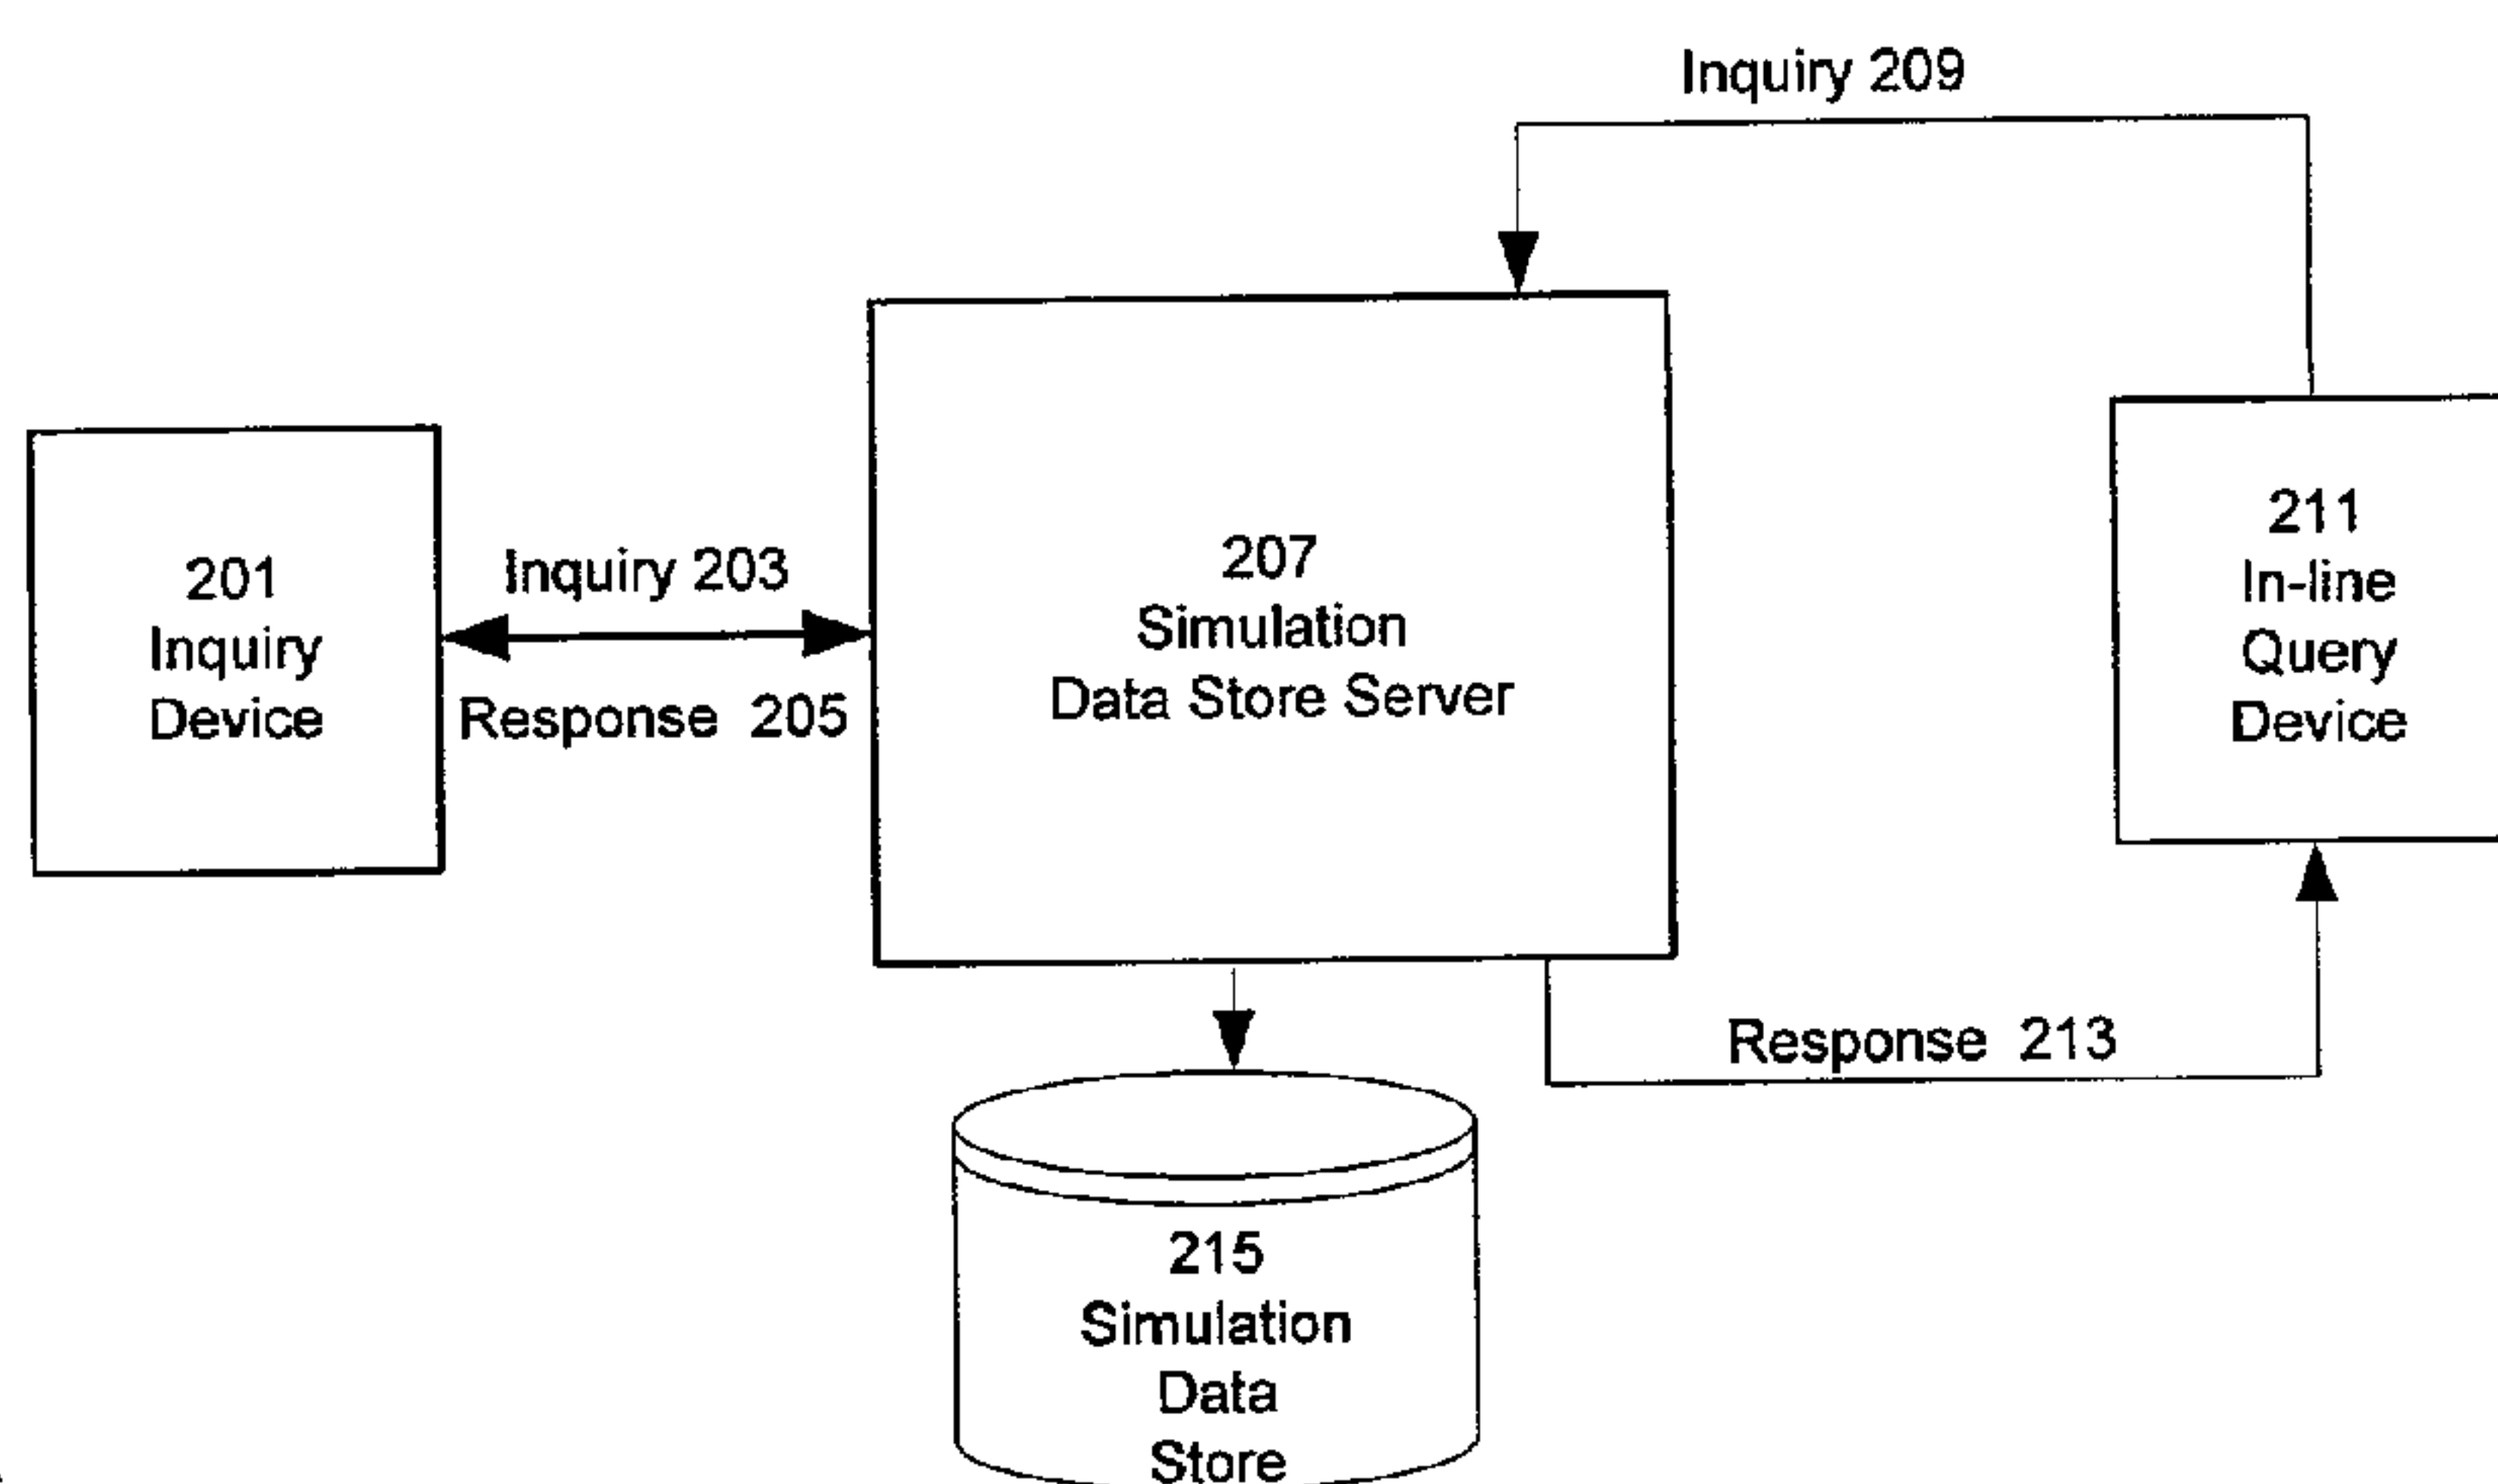 Inquiry 209
201
Inquiry
Device
Inquiry 203
Response 205
207
Simulation
Data Store Server
211
In-line
Query
Device
Response 213
215
Simulation
Data
Store